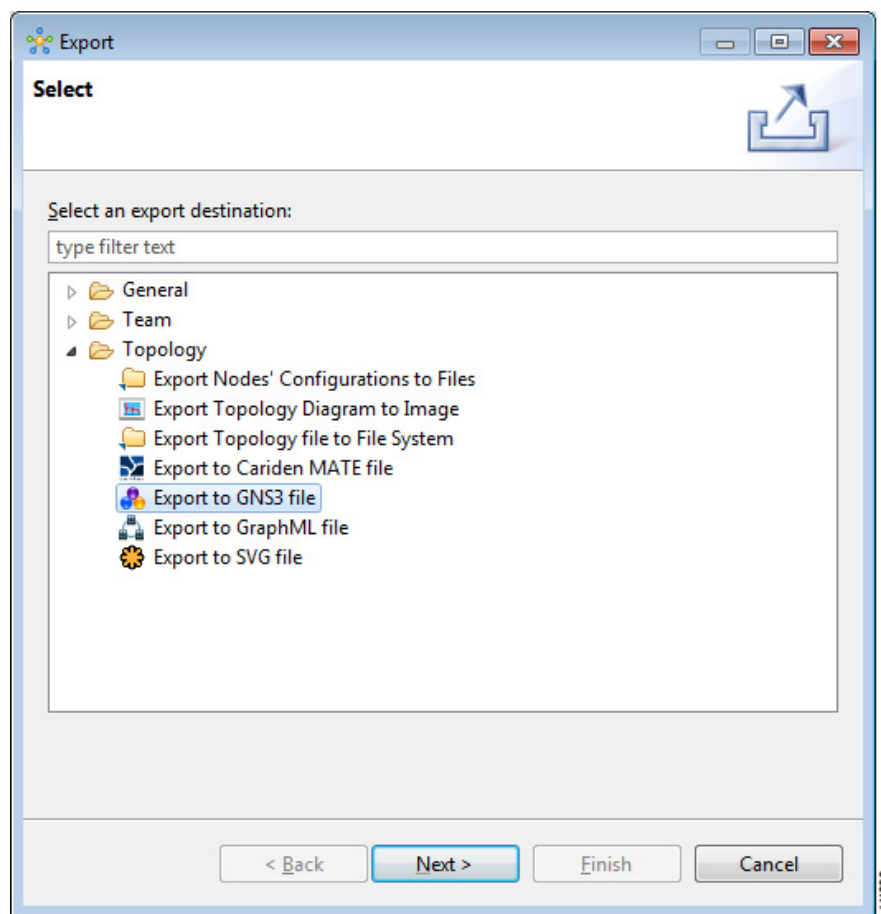 Export
Select
Select an export destination:
type filter text
General
Team
Topology
Export Nodes' Configurations to Files
Export Topology Diagram to Image
Export Topology file to File System
Export to Cariden MATE file
Export to GNS3 file
Export to GraphML file
Export to SVG file
< Back
Next >
Finish
Cancel